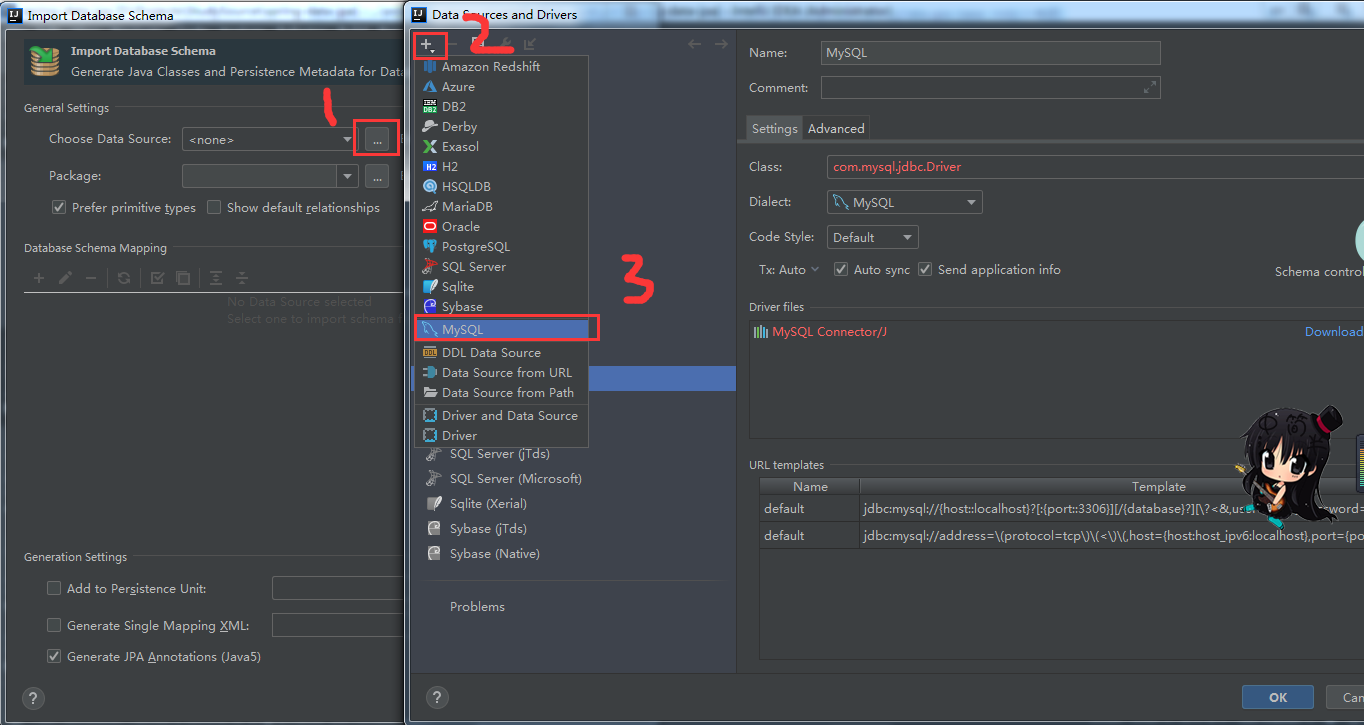 Import Database Schema
Import Database Schema
Generate Java Classes and Persistence Metadata for Data
General Settings
1
Choose Data Source:
<none>
...
Package:
...
Prefer primitive types
Show default relationships
Database Schema Mapping
No Data Source selected
Select one to import schema
Generation Settings
Add to Persistence Unit:
Generate Single Mapping XML:
Generate JPA Annotations (Java5)
?
Data Sources and Drivers
2
Amazon Redshift
Azure
DB2
Derby
Exasol
H2
HSQLDB
MariaDB
Oracle
PostgreSQL
SQL Server
Sqlite
Sybase
3
MySQL
DDL Data Source
Data Source from URL
Data Source from Path
Driver and Data Source
Driver
SQL Server (jTds)
SQL Server (Microsoft)
Sqlite (Xerial)
Sybase (jTds)
Sybase (Native)
Problems
?
Name:
MySQL
Comment:
Settings
Advanced
Class:
com.mysql.jdbc.Driver
Dialect:
MySQL
Code Style:
Default
Tx: Auto
Auto sync
Send application info
Schema control
Driver files
MySQL Connector/J
Download
URL templates
Name
Template
default
jdbc:mysql://{host::localhost}?[:{port::3306}][/{database}?][\?<&,user
default
jdbc:mysql://address=\(protocol=tcp\)\(<\)\(,host={host:host_ipv6:localhost},port={po
OK
Can